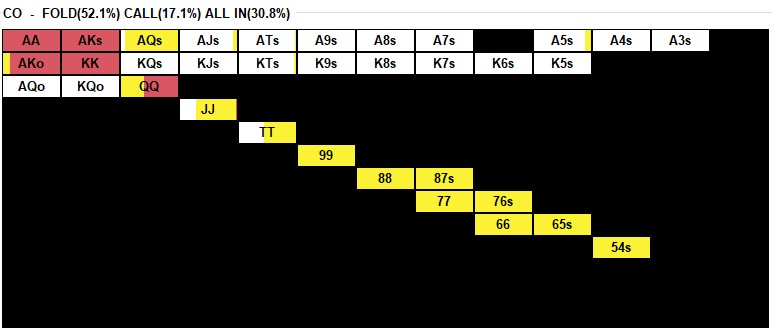 CO - FOLD(52.1%) CALL(17.1%) ALL IN(30.8%)
AA AKs AQs AJs ATs A9s A8s A7s A5s A4s A3s
AKo KK KQs KJs KTs K9s K8s K7s K6s K5s
AQo KQo QQ
JJ
TT
99
88 87s
77 76s
66 65s
54s